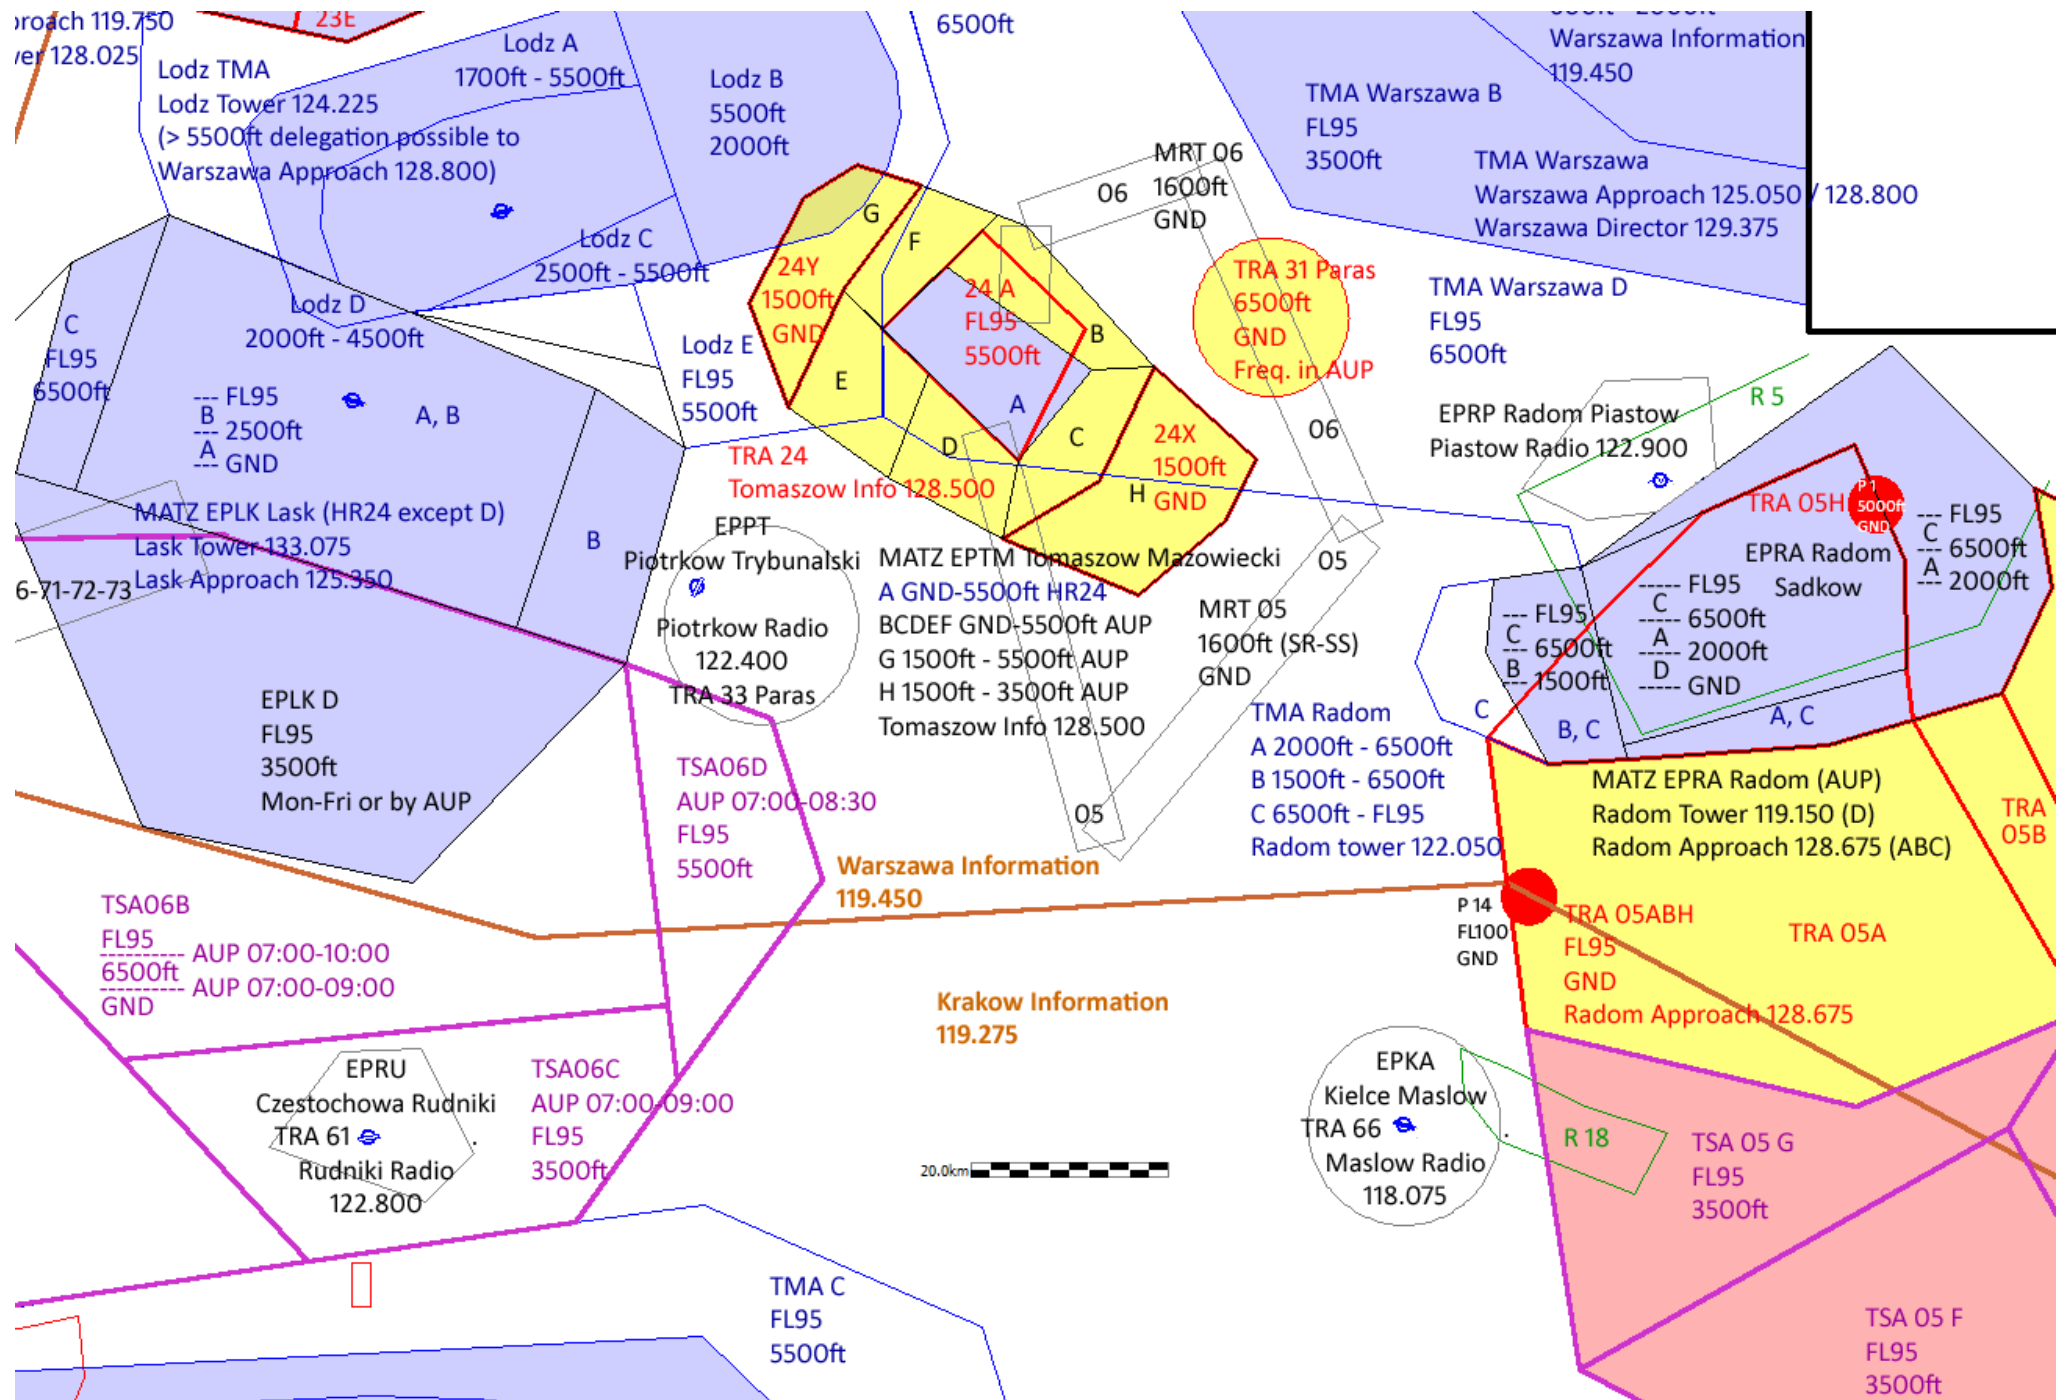 23E
119.750
128.025
Lodz TMA
Lodz Tower 124.225
(> 5500ft delegation possible to
Warszawa Approach 128.800)
Lodz A
1700ft - 5500ft
Lodz B
5500ft
2000ft
6500ft
Lodz C
2500ft - 5500ft
Lodz D
2000ft - 4500ft
Lodz E
FL95
5500ft
Warszawa Information
119.450
TMA Warszawa B
FL95
3500ft
TMA Warszawa
Warszawa Approach 125.050 / 128.800
Warszawa Director 129.375
TMA Warszawa D
FL95
6500ft
MRT 06
1600ft
GND
06
06
TRA 31 Paras
6500ft
GND
Freq. in AUP
G
F
24Y
1500ft
GND
24 A
FL95
5500ft
B
E
A
C
D
24X
1500ft
GND
H
TRA 24
Tomaszow Info 128.500
C
FL95
6500ft
--- FL95
B
--- 2500ft
A
--- GND
A, B
B
MATZ EPLK Lask (HR24 except D)
Lask Tower 133.075
Lask Approach 125.350
6-71-72-73
EPLK D
FL95
3500ft
Mon-Fri or by AUP
EPPT
Piotrkow Trybunalski
Piotrkow Radio
122.400
TRA 33 Paras
MATZ EPTM Tomaszow Mazowiecki
A GND-5500ft HR24
BCDEF GND-5500ft AUP
G 1500ft - 5500ft AUP
H 1500ft - 3500ft AUP
Tomaszow Info 128.500
05
MRT 05
1600ft (SR-SS)
GND
05
EPRP Radom Piastow
Piastow Radio 122.900
R 5
TRA 05H
P 1
5000ft
GND
EPRA Radom
Sadkow
--- FL95
C
--- 6500ft
A
--- 2000ft
----- FL95
C
----- 6500ft
A
----- 2000ft
D
----- GND
--- FL95
C
--- 6500ft
B
--- 1500ft
C
B, C
A, C
TMA Radom
A 2000ft - 6500ft
B 1500ft - 6500ft
C 6500ft - FL95
Radom tower 122.050
MATZ EPRA Radom (AUP)
Radom Tower 119.150 (D)
Radom Approach 128.675 (ABC)
TRA
05B
TSA06D
AUP 07:00-08:30
FL95
5500ft
Warszawa Information
119.450
P 14
FL100
GND
TRA 05ABH
FL95
GND
Radom Approach 128.675
TRA 05A
TSA06B
FL95
---------- AUP 07:00-10:00
6500ft
---------- AUP 07:00-09:00
GND
Krakow Information
119.275
EPRU
Czestochowa Rudniki
TRA 61
Rudniki Radio
122.800
TSA06C
AUP 07:00-09:00
FL95
3500ft
20.0km
EPKA
Kielce Maslow
TRA 66
Maslow Radio
118.075
R 18
TSA 05 G
FL95
3500ft
TMA C
FL95
5500ft
TSA 05 F
FL95
3500ft